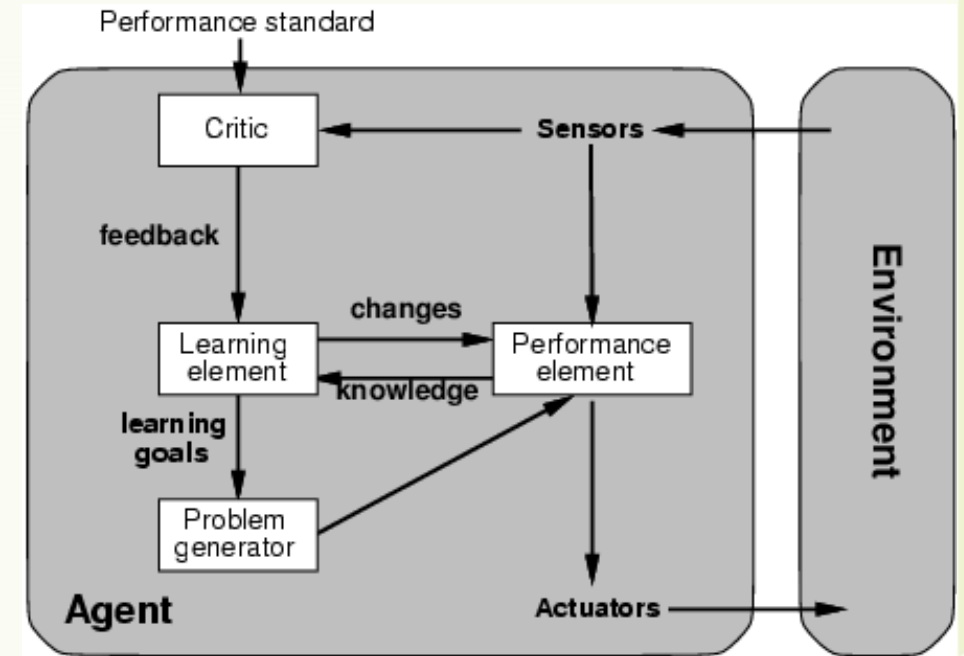 Performance standard
Critic
Sensors
feedback
changes
Learning
element
Performance
element
knowledge
learning
goals
Problem
generator
Agent
Actuators
Environment